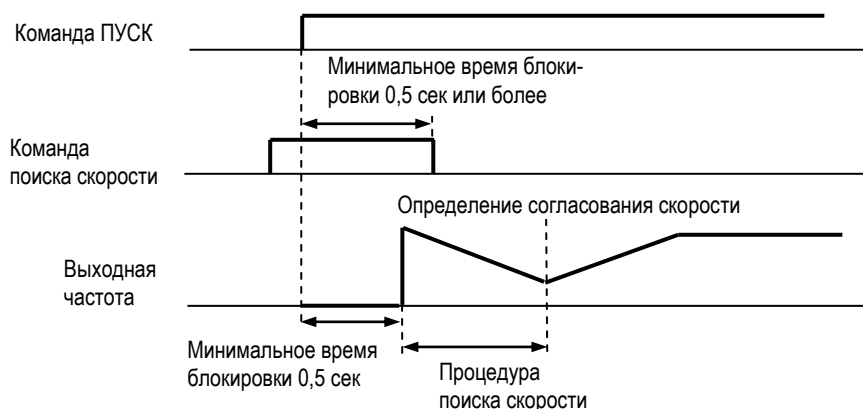 Команда ПУСК
Минимальное время блоки-
ровки 0,5 сек или более
Команда
поиска скорости
Определение согласования скорости
Выходная
частота
Минимальное время
блокировки 0,5 сек
Процедура
поиска скорости